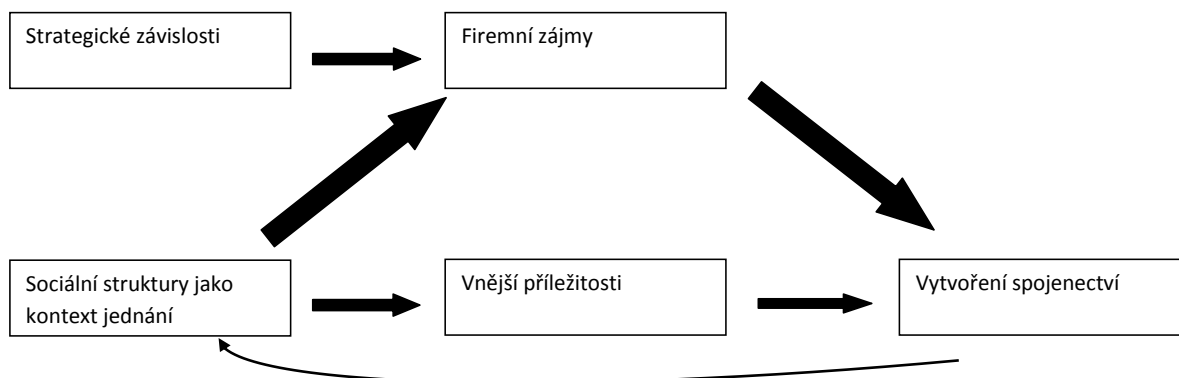 Strategické závislosti
Firemní zájmy
Sociální struktury jako
kontext jednání
Vnější příležitosti
Vytvoření spojenectví